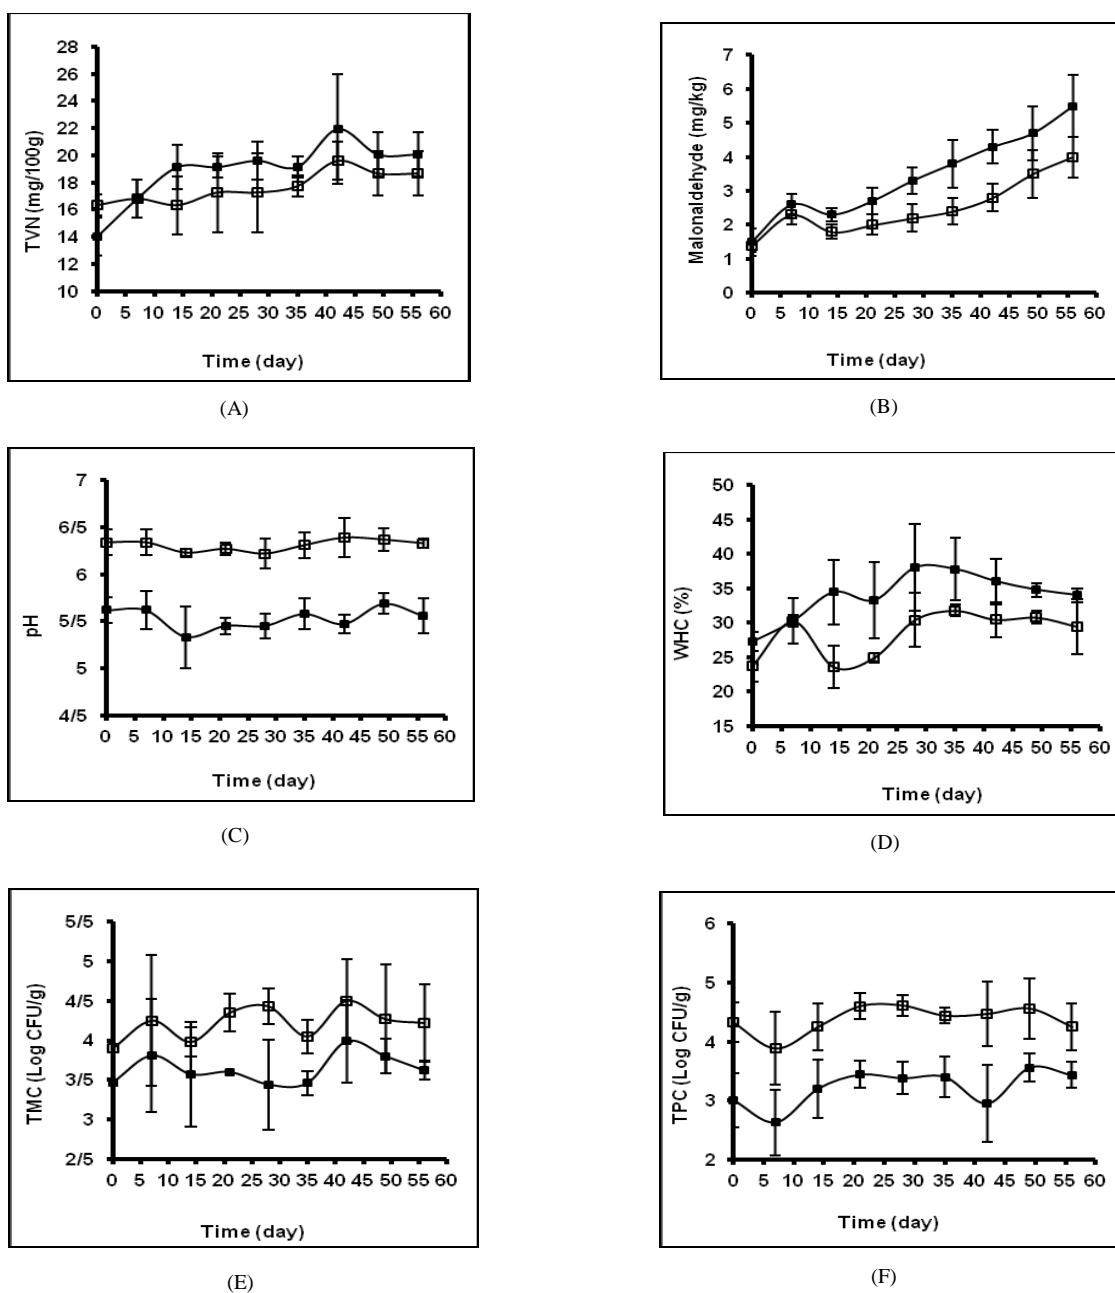 28
26
24
22
20
18
16
14
12
10
TVN (mg/100g)
0 5 10 15 20 25 30 35 40 45 50 55 60
Time (day)
(A)
7
6
5
4
3
2
1
0
Malonaldehyde (mg/kg)
0 5 10 15 20 25 30 35 40 45 50 55 60
Time (day)
(B)
7
6/5
6
5/5
5
4/5
pH
0 5 10 15 20 25 30 35 40 45 50 55 60
Time (day)
(C)
50
45
40
35
30
25
20
15
WHC (%)
0 5 10 15 20 25 30 35 40 45 50 55 60
Time (day)
(D)
5/5
5
4/5
4
3/5
3
2/5
TMC (Log CFU/g)
0 5 10 15 20 25 30 35 40 45 50 55 60
Time (day)
(E)
6
5
4
3
2
TPC (Log CFU/g)
0 5 10 15 20 25 30 35 40 45 50 55 60
Time (day)
(F)